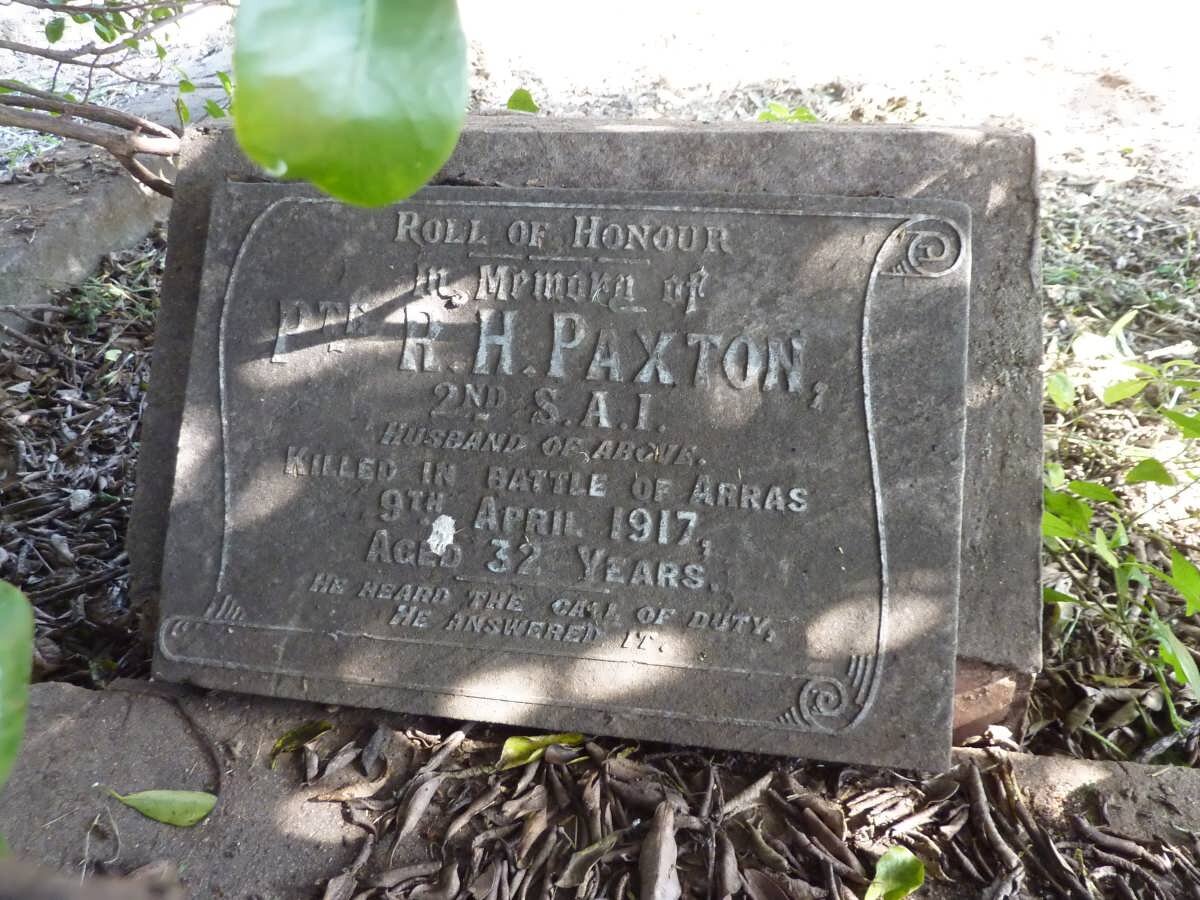 ROLL OF HONOUR
In Memory of
PTE R. H. PAXTON,
2ND S.A.I.
HUSBAND OF ABOVE.
KILLED IN BATTLE OF ARRAS
9TH APRIL 1917,
AGED 32 YEARS.
HE HEARD THE CALL OF DUTY,
HE ANSWERED IT.